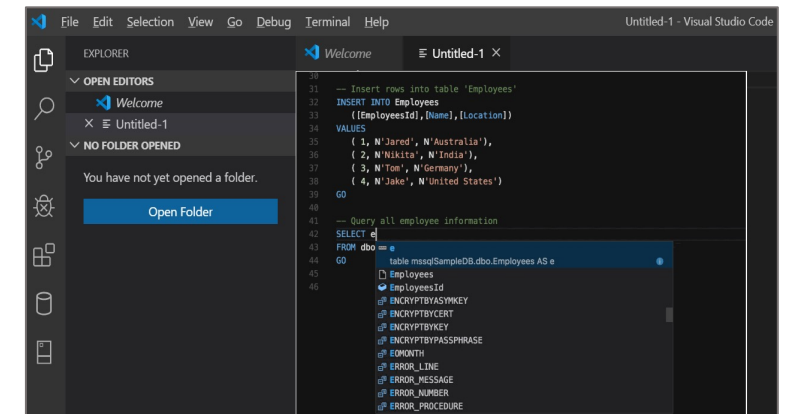 File Edit Selection View Go Debug Terminal Help Untitled-1 - Visual Studio Code
EXPLORER
OPEN EDITORS
Welcome
× Untitled-1
NO FOLDER OPENED
You have not yet opened a folder.
Open Folder
Welcome Untitled-1 ×
30
31 -- Insert rows into table 'Employees'
32 INSERT INTO Employees
33 ([EmployeesId],[Name],[Location])
34 VALUES
35 ( 1, N'Jared', N'Australia'),
36 ( 2, N'Nikita', N'India'),
37 ( 3, N'Tom', N'Germany'),
38 ( 4, N'Jake', N'United States')
39 GO
40
41 -- Query all employee information
42 SELECT e
43 FROM dbo
44 GO
45
46
e
table mssqlSampleDB.dbo.Employees AS e
Employees
EmployeesId
ENCRYPTBYASYMKEY
ENCRYPTBYCERT
ENCRYPTBYKEY
ENCRYPTBYPASSPHRASE
EOMONTH
ERROR_LINE
ERROR_MESSAGE
ERROR_NUMBER
ERROR_PROCEDURE